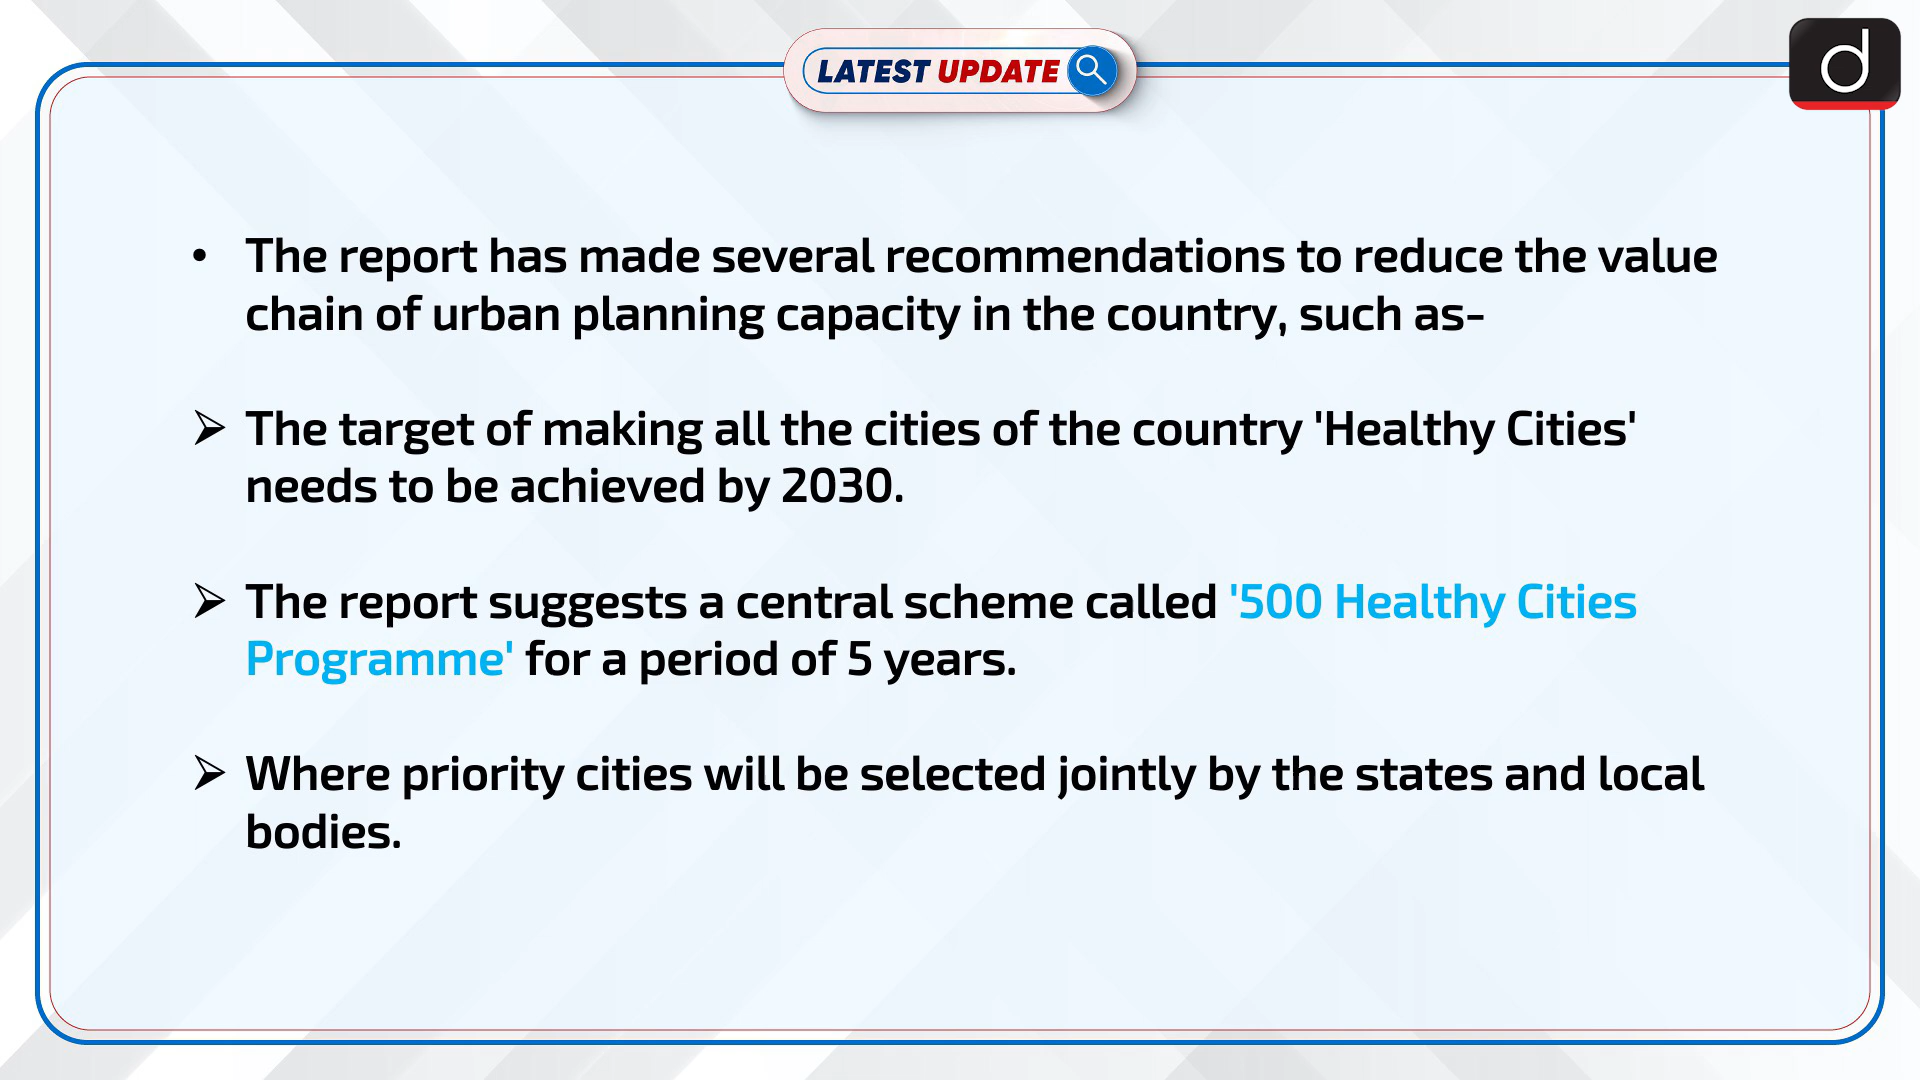 LATEST UPDATE
d
• The report has made several recommendations to reduce the value
chain of urban planning capacity in the country, such as-
➢ The target of making all the cities of the country 'Healthy Cities'
needs to be achieved by 2030.
➢ The report suggests a central scheme called '500 Healthy Cities
Programme' for a period of 5 years.
➢ Where priority cities will be selected jointly by the states and local
bodies.